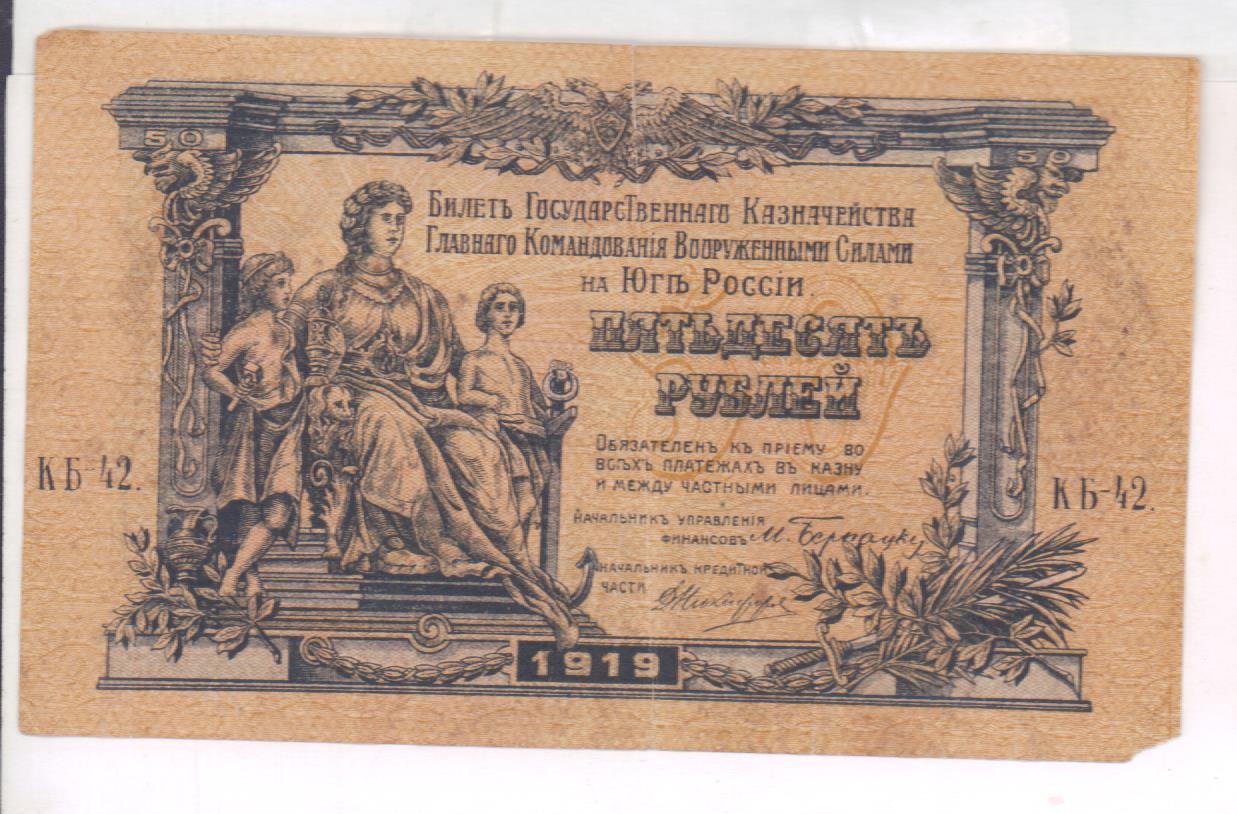 50
50
Билетъ Государственнаго Казначейства
Главнаго Командованія Вооруженными Силами
на Югѣ Россіи.
ПЯТЬДЕСЯТЪ
РУБЛЕЙ
Обязателенъ къ пріему во
всѣхъ платежахъ въ казну
и между частными лицами.
КБ-42.
КБ-42.
Начальникъ управленія
финансовъ
Начальникъ кредитной
части
1919